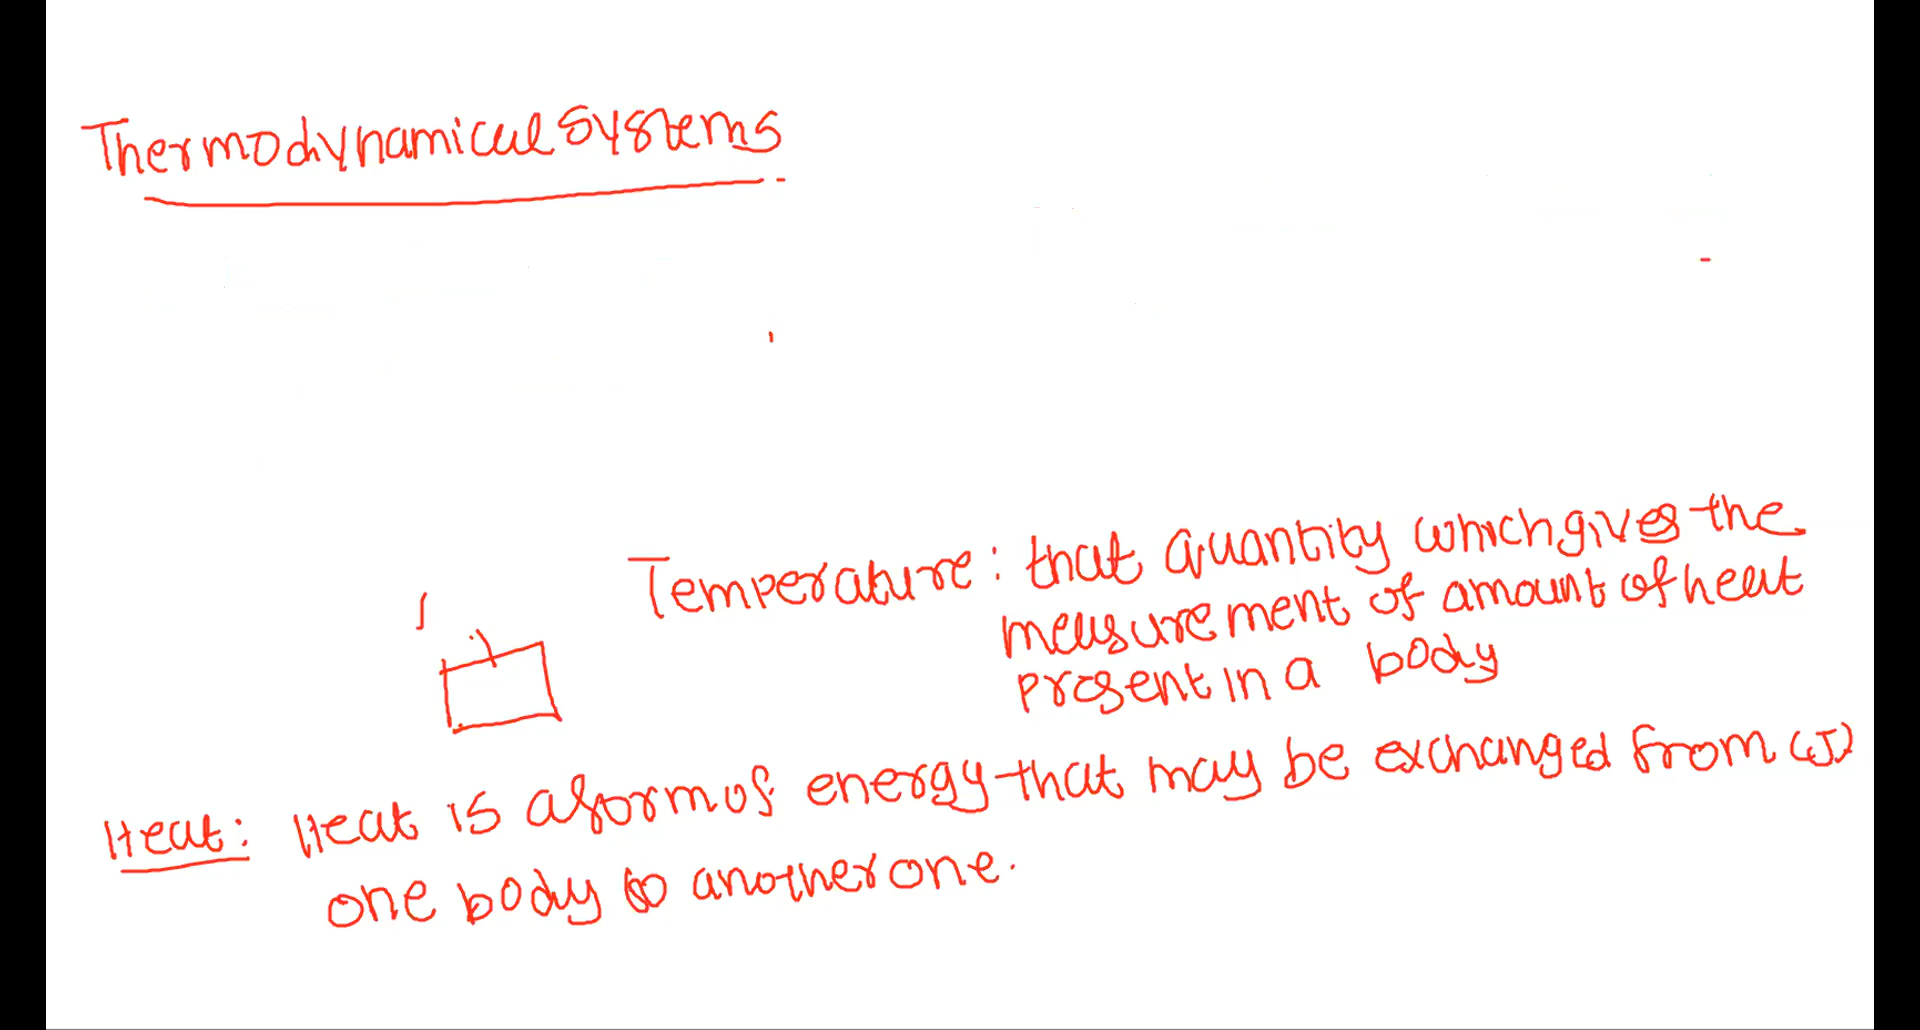 Thermodynamical Systems
Temperature: that quantity which gives the
measurement of amount of heat
present in a body
Heat: Heat is a form of energy that may be exchanged from (J)
one body to another one.